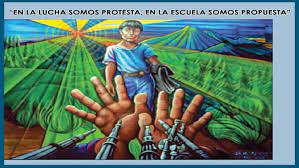 "EN LA LUCHA SOMOS PROTESTA, EN LA ESCUELA SOMOS PROPUESTA"